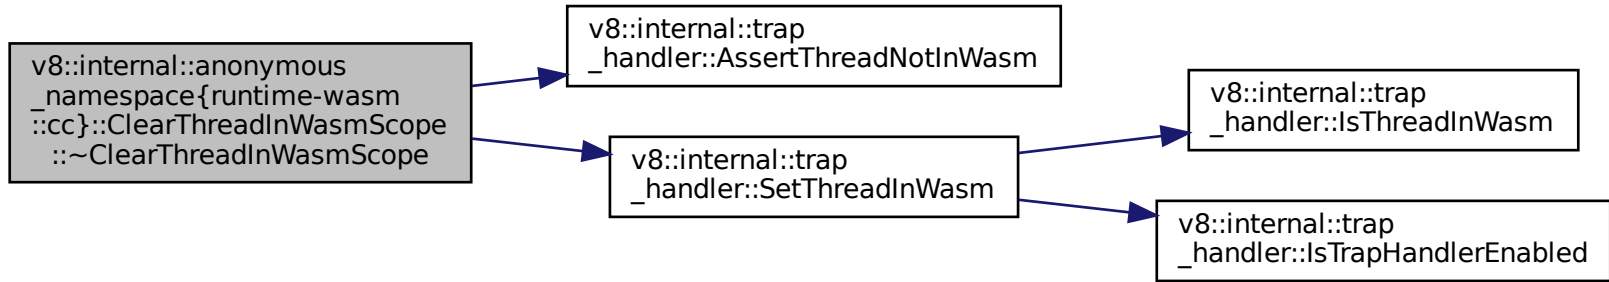 v8::internal::anonymous
_namespace{runtime-wasm
::cc}::ClearThreadInWasmScope
::~ClearThreadInWasmScope
v8::internal::trap
_handler::AssertThreadNotInWasm
v8::internal::trap
_handler::SetThreadInWasm
v8::internal::trap
_handler::IsThreadInWasm
v8::internal::trap
_handler::IsTrapHandlerEnabled